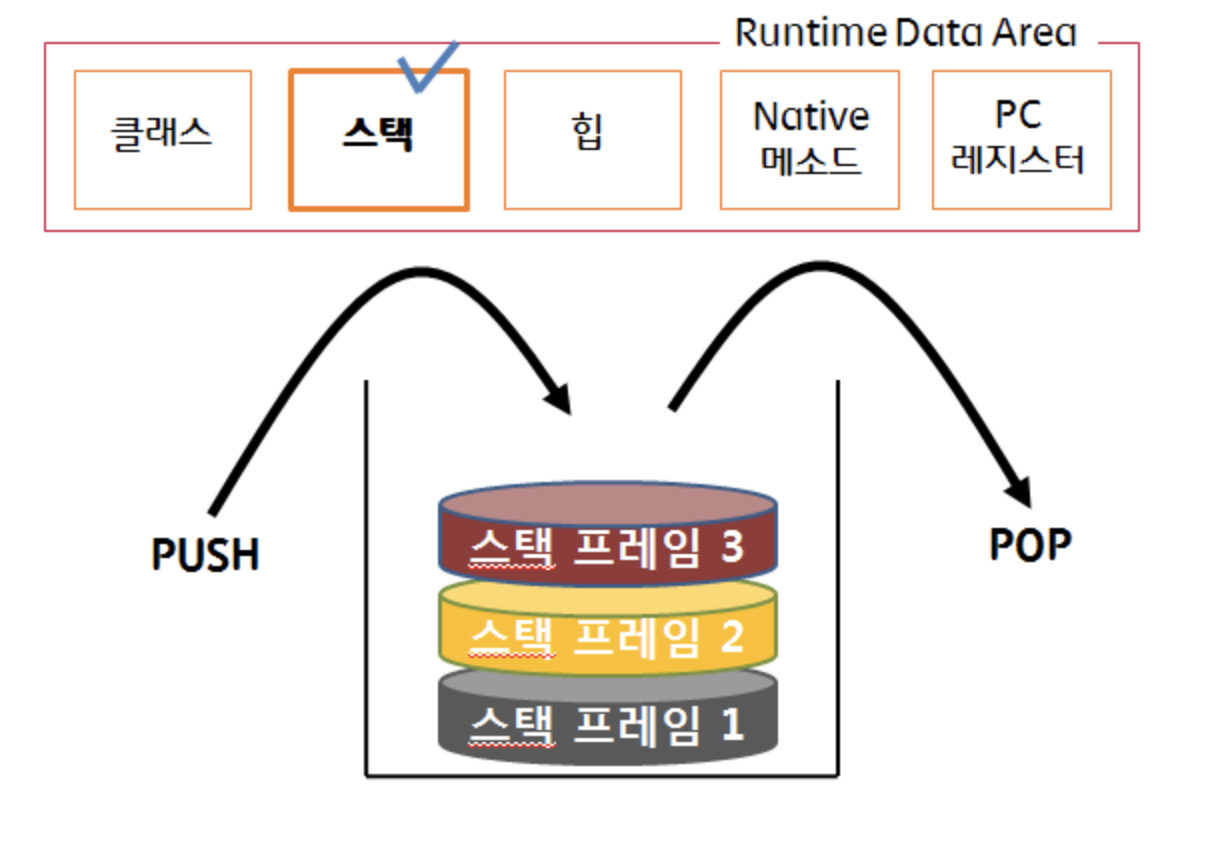 Runtime Data Area
클래스
스택
힙
Native
메소드
PC
레지스터
PUSH
POP
스택 프레임 3
스택 프레임 2
스택 프레임 1